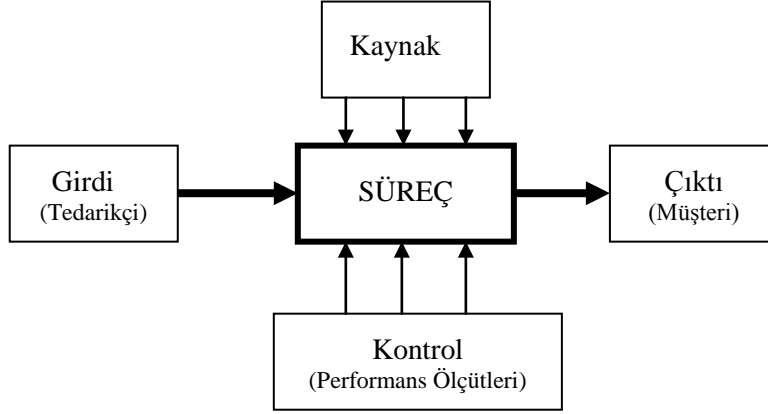 Kaynak
Girdi
(Tedarikçi)
SÜREÇ
Çıktı
(Müşteri)
Kontrol
(Performans Ölçütleri)